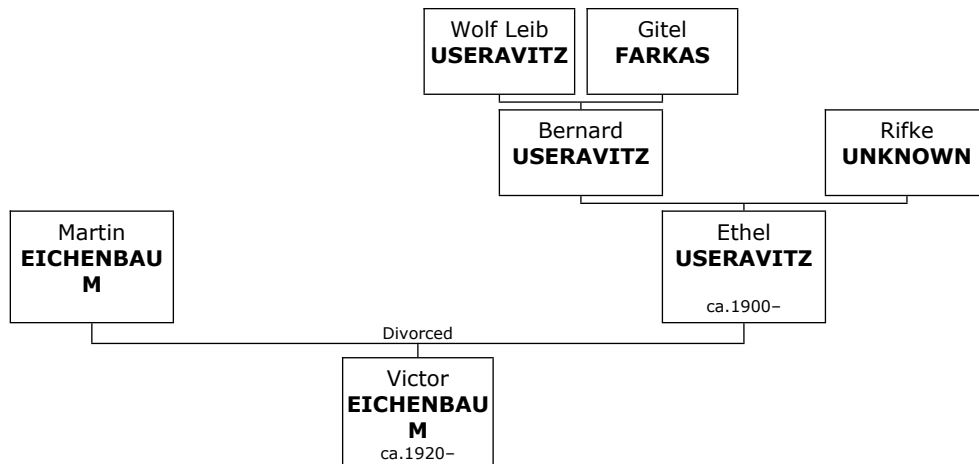 Wolf Leib
USERAVITZ
Gitel
FARKAS
Bernard
USERAVITZ
Rifke
UNKNOWN
Martin
EICHENBAU
M
Ethel
USERAVITZ
ca.1900–
Divorced
Victor
EICHENBAU
M
ca.1920–